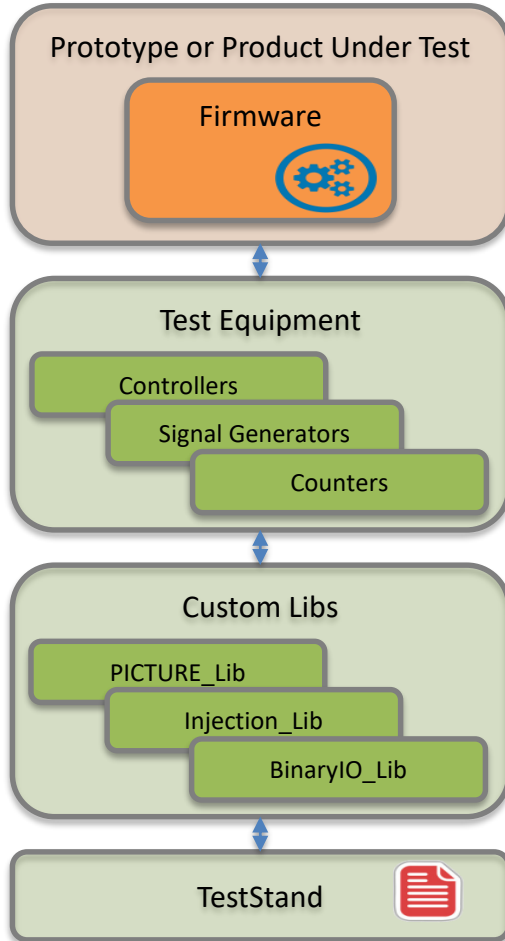 Prototype or Product Under Test
Firmware
Test Equipment
Controllers
Signal Generators
Counters
Custom Libs
PICTURE_Lib
Injection_Lib
BinaryIO_Lib
TestStand